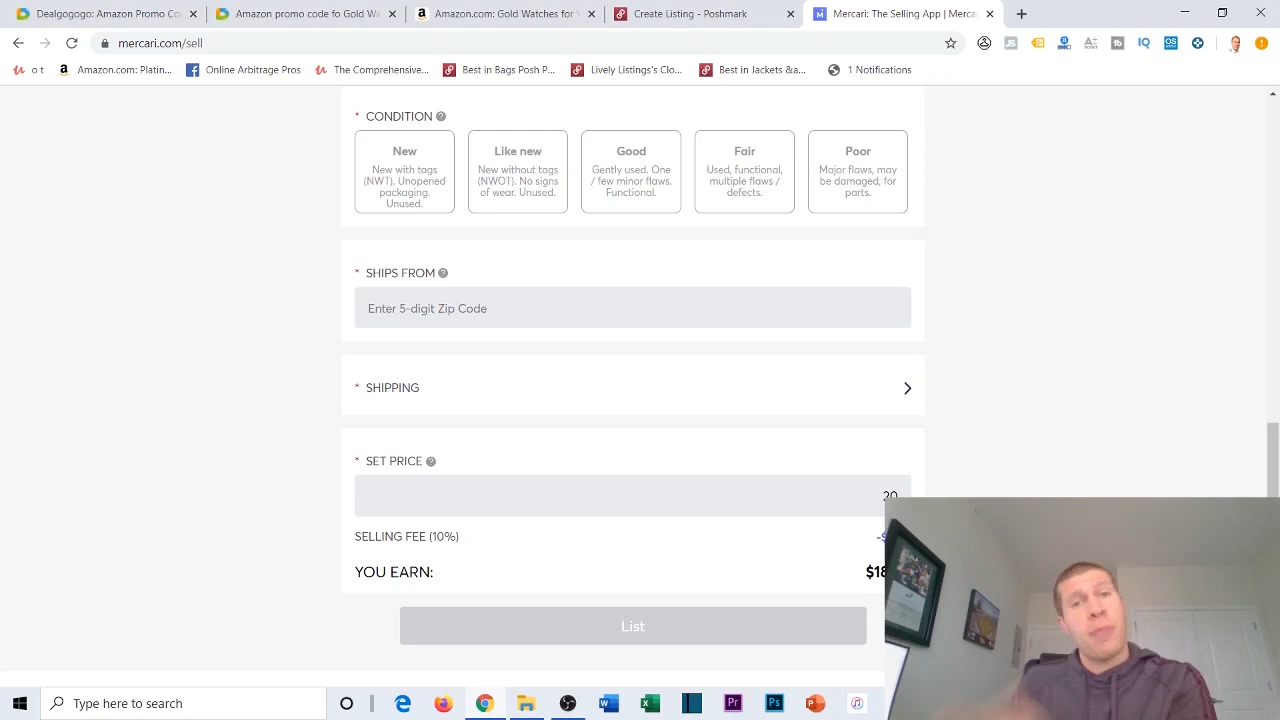 Dealgogogo: Amazon Promo Co
Amazon promo code fo Gold Wa
Amazon.com: Gold Watches for
Create Listing - Poshmark
Mercari: The Selling App | Merca
mercari.com/sell
o t
Amazon.com: Platin...
Online Arbitrage Pros
The Comprehensive...
Best in Bags Posh P...
Lively Listings's Clo...
Best in Jackets &a...
1 Notifications
* CONDITION
New
New with tags
(NWT). Unopened
packaging.
Unused.
Like new
New without tags
(NWOT). No signs
of wear. Unused.
Good
Gently used. One
/ few minor flaws.
Functional.
Fair
Used, functional,
multiple flaws /
defects.
Poor
Major flaws, may
be damaged, for
parts.
* SHIPS FROM
Enter 5-digit Zip Code
* SHIPPING
* SET PRICE
20
SELLING FEE (10%) -$
YOU EARN: $18
List
Type here to search